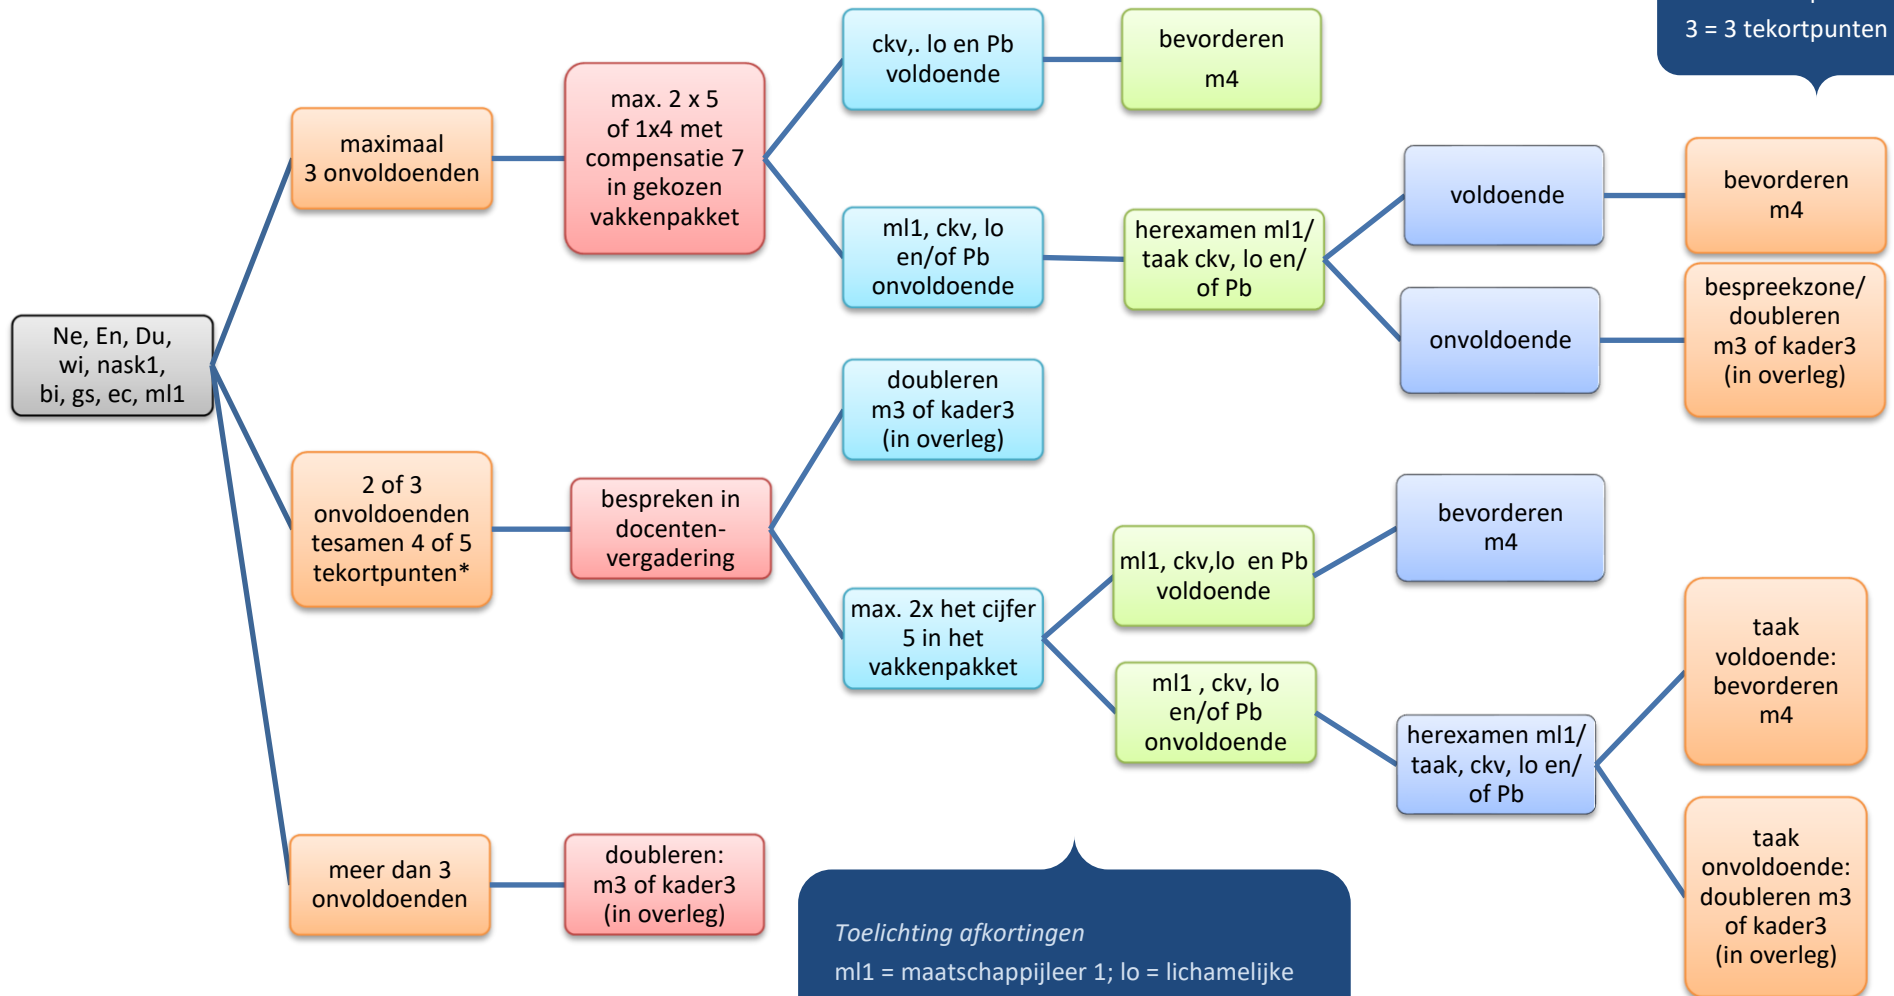 3 = 3 tekortpunten
ckv,. lo en Pb
voldoende
bevorderen
m4
maximaal
3 onvoldoenden
max. 2 x 5
of 1x4 met
compensatie 7
in gekozen
vakkenpakket
ml1, ckv, lo
en/of Pb
onvoldoende
herexamen ml1/
taak ckv, lo en/
of Pb
voldoende
bevorderen
m4
onvoldoende
bespreekzone/
doubleren
m3 of kader3
(in overleg)
Ne, En, Du,
wi, nask1,
bi, gs, ec, ml1
2 of 3
onvoldoenden
tesamen 4 of 5
tekortpunten*
bespreken in
docenten-
vergadering
doubleren
m3 of kader3
(in overleg)
max. 2x het cijfer
5 in het
vakkenpakket
ml1, ckv,lo  en Pb
voldoende
bevorderen
m4
ml1 , ckv, lo
en/of Pb
onvoldoende
herexamen ml1/
taak, ckv, lo en/
of Pb
taak
voldoende:
bevorderen
m4
taak
onvoldoende:
doubleren m3
of kader3
(in overleg)
meer dan 3
onvoldoenden
doubleren:
m3 of kader3
(in overleg)
Toelichting afkortingen
ml1 = maatschappijleer 1; lo = lichamelijke